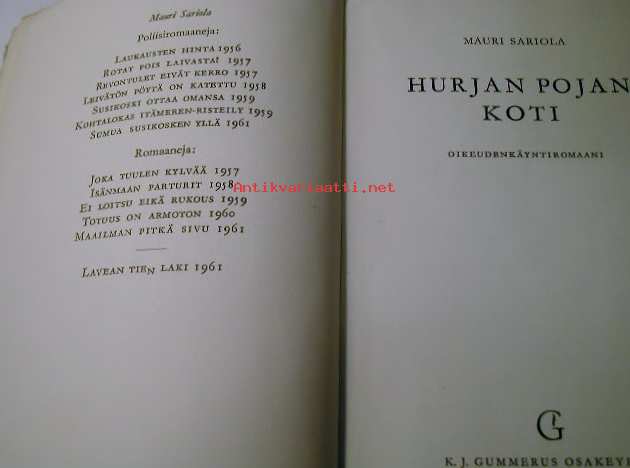 Mauri Sariola
Poliisiromaaneja:
LAUKAUSTEN HINTA 1956
ROTAT POIS LAIVASTA! 1957
REVONTULET EIVÄT KERRO 1957
LEIVÄTÖN PÖYTÄ ON KATETTU 1958
SUSIKOSKI OTTAA OMANSA 1959
KOHTALOKAS ITÄMEREN-RISTEILY 1959
SUMUA SUSIKOSKEN YLLÄ 1961
Romaaneja:
JOKA TUULEN KYLVÄÄ 1957
ISÄNMAAN PARTURIT 1958
EI LOITSU EIKÄ RUKOUS 1959
TOTUUS ON ARMOTON 1960
MAAILMAN PITKÄ SIVU 1961
LAVEAN TIEN LAKI 1961
Antikvariaatii.net
MAURI SARIOLA
HURJAN POJAN
KOTI
OIKEUDENKÄYNTIROMAANI
G
K. J. GUMMERUS OSAKEY